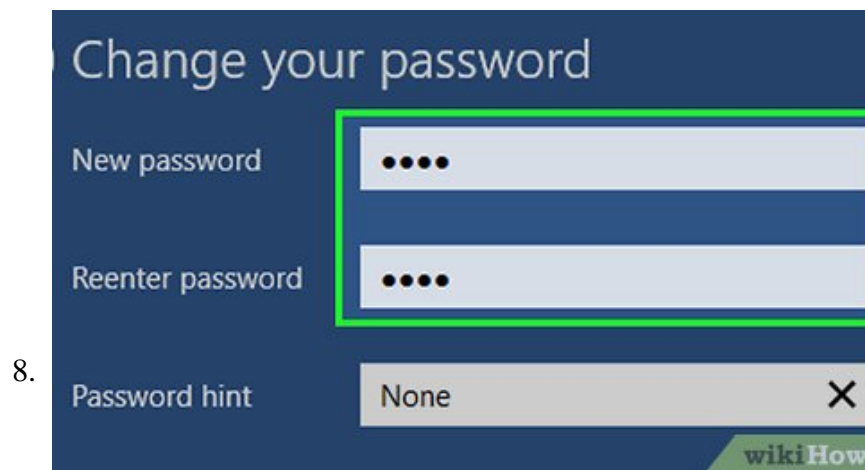 Change your password
New password ••••
Reenter password ••••
8.
Password hint None X
wikiHow